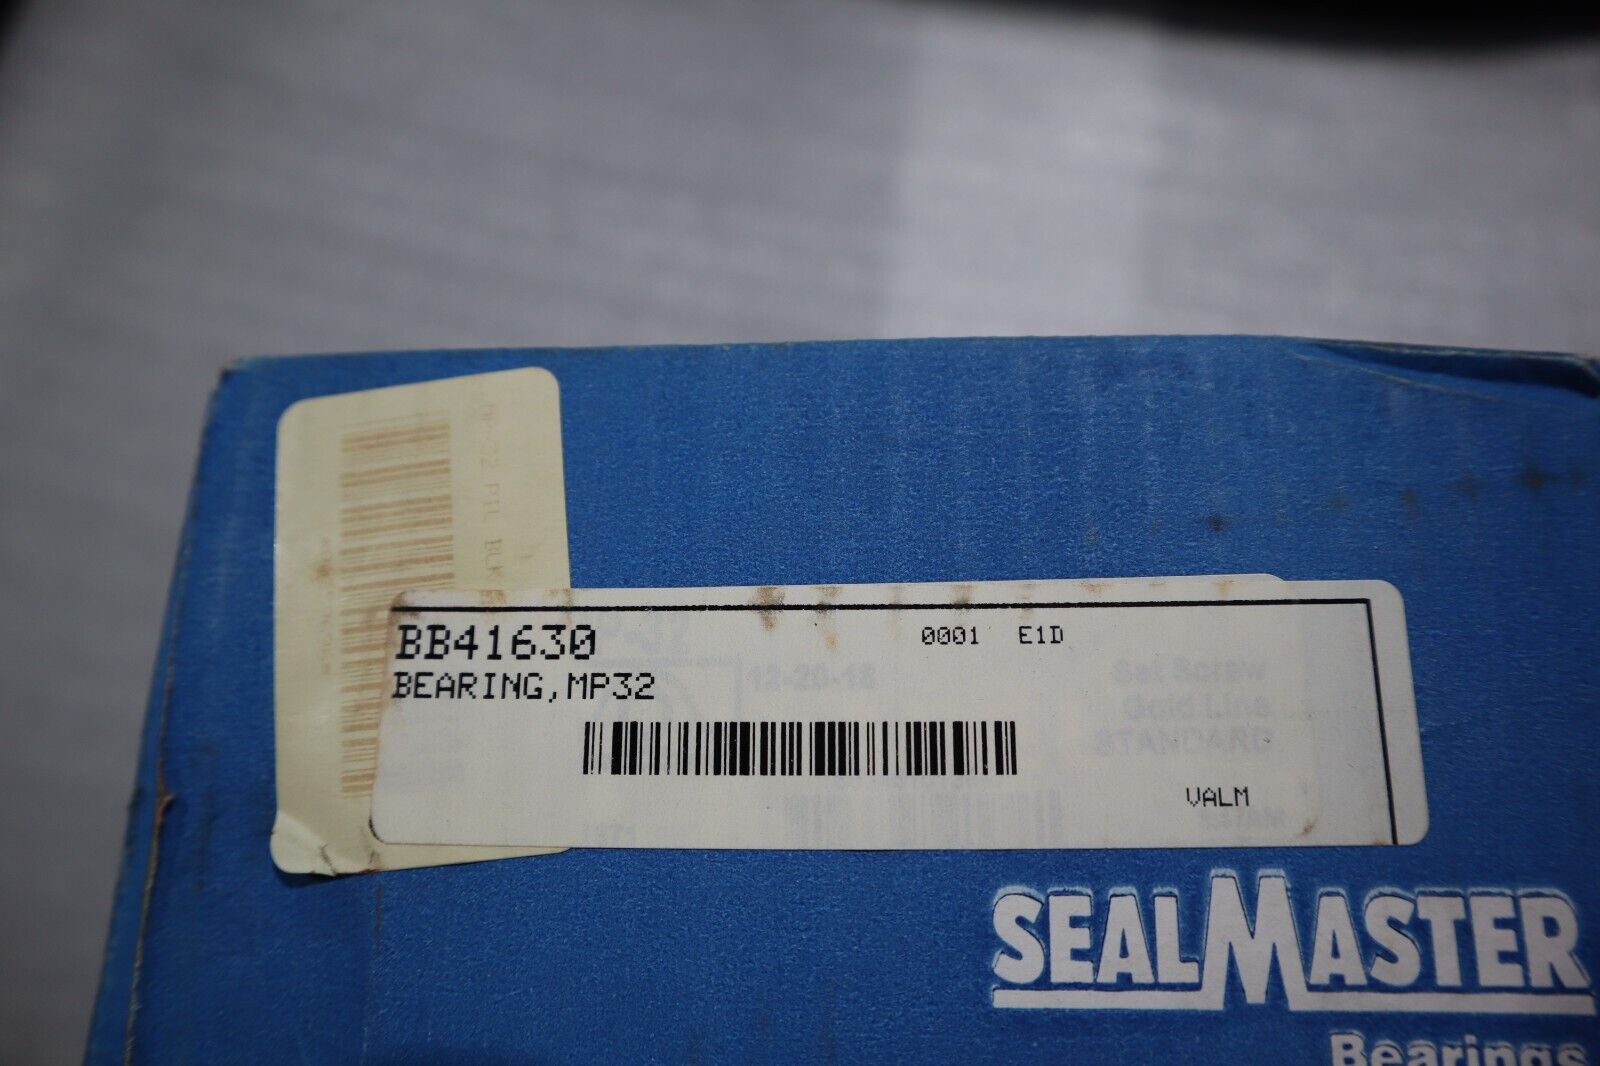 BB41630 0001 E1D
BEARING,MP32
VALM
12-20-18
Set Screw
Gold Line
STANDARD
SEALMASTER
Bearings